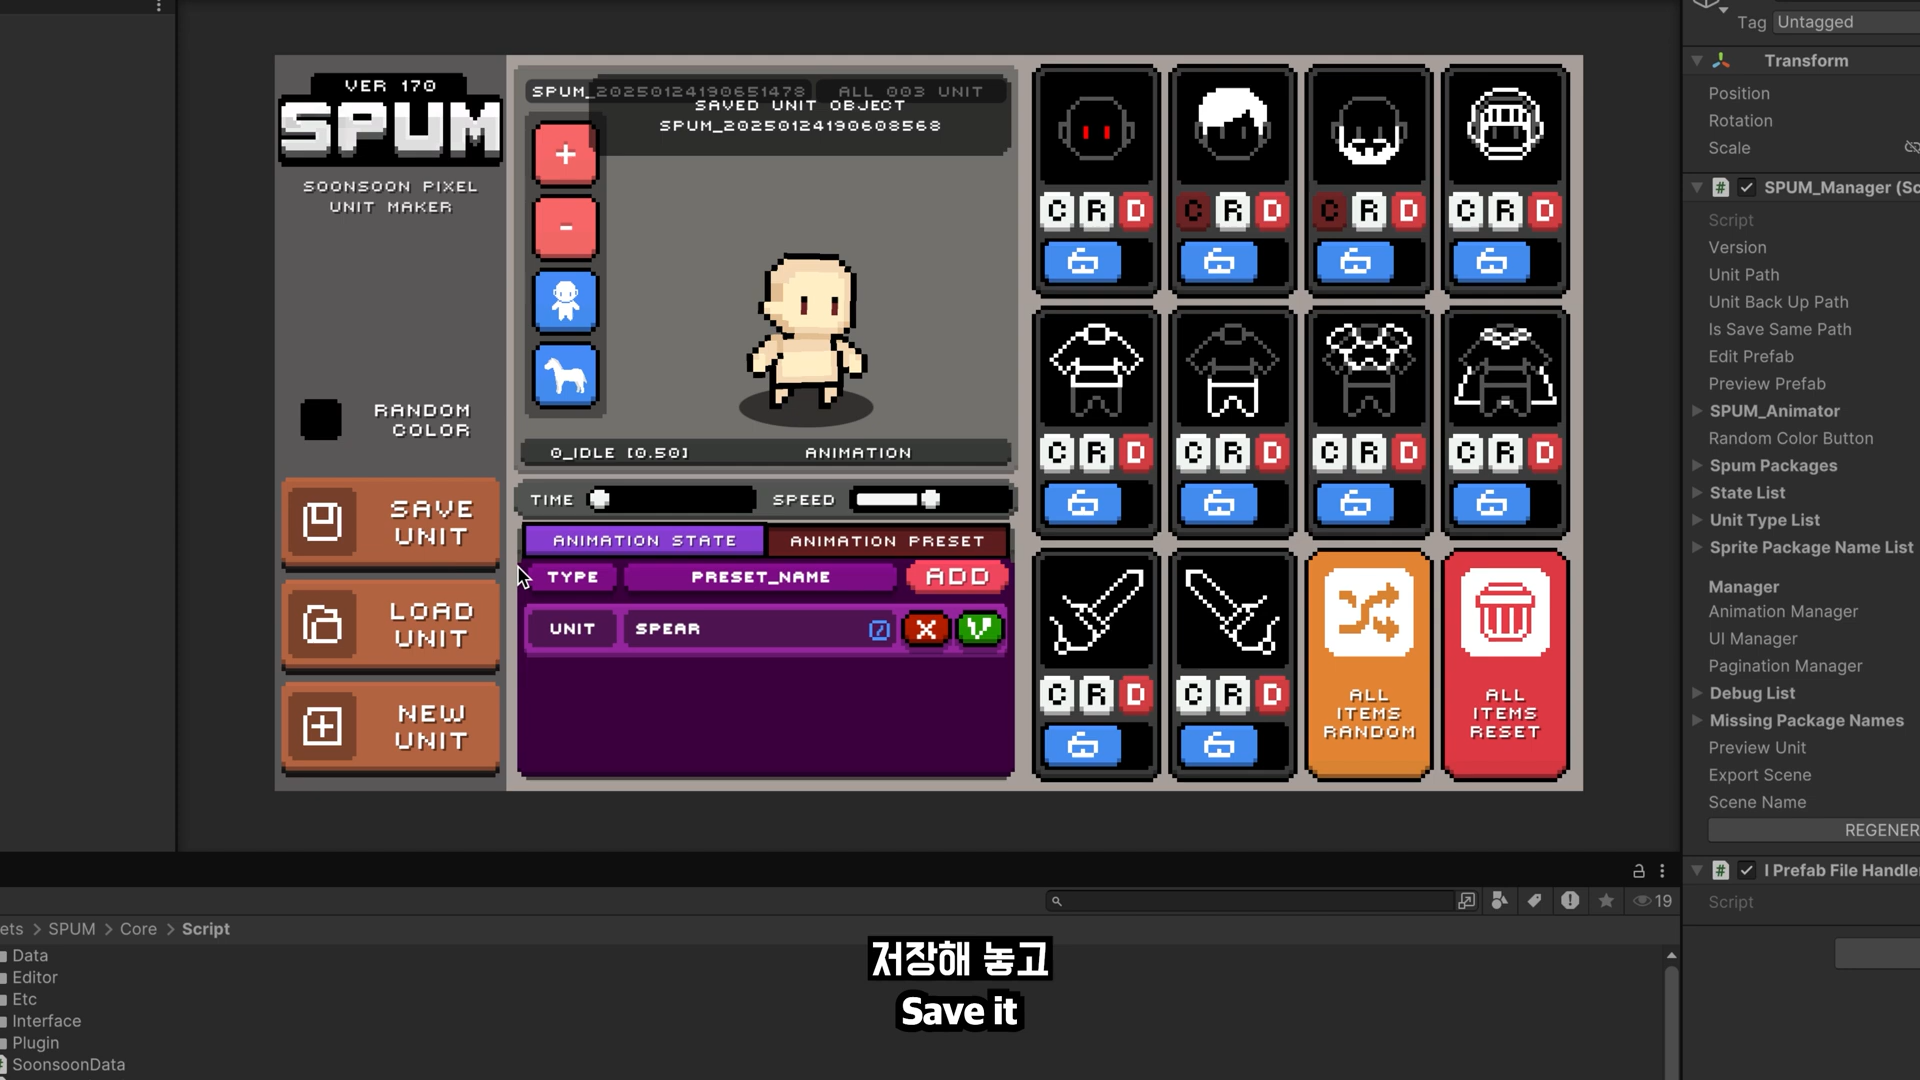 Tag Untagged
Transform
Position
Rotation
Scale
SPUM_Manager (Sc
Script
Version
Unit Path
Unit Back Up Path
Is Save Same Path
Edit Prefab
Preview Prefab
SPUM_Animator
Random Color Button
Spum Packages
State List
Unit Type List
Sprite Package Name List
Manager
Animation Manager
UI Manager
Pagination Manager
Debug List
Missing Package Names
Preview Unit
Export Scene
Scene Name
REGENER
I Prefab File Handler
Script
VER 170
SPUM
SOONSOON PIXEL
UNIT MAKER
RANDOM
COLOR
SAVE
UNIT
LOAD
UNIT
NEW
UNIT
SPUM_20250124190651478 ALL 003 UNIT
SAVED UNIT OBJECT
SPUM_20250124190608568
+
-
0_IDLE [0.50] ANIMATION
TIME SPEED
ANIMATION STATE ANIMATION PRESET
TYPE PRESET_NAME ADD
UNIT SPEAR X V
C R D C R D C R D C R D
C R D C R D C R D C R D
C R D C R D
ALL
ITEMS
RANDOM
ALL
ITEMS
RESET
19
ets > SPUM > Core > Script
Data
Editor
Etc
Interface
Plugin
SoonsoonData
저장해 놓고
Save it